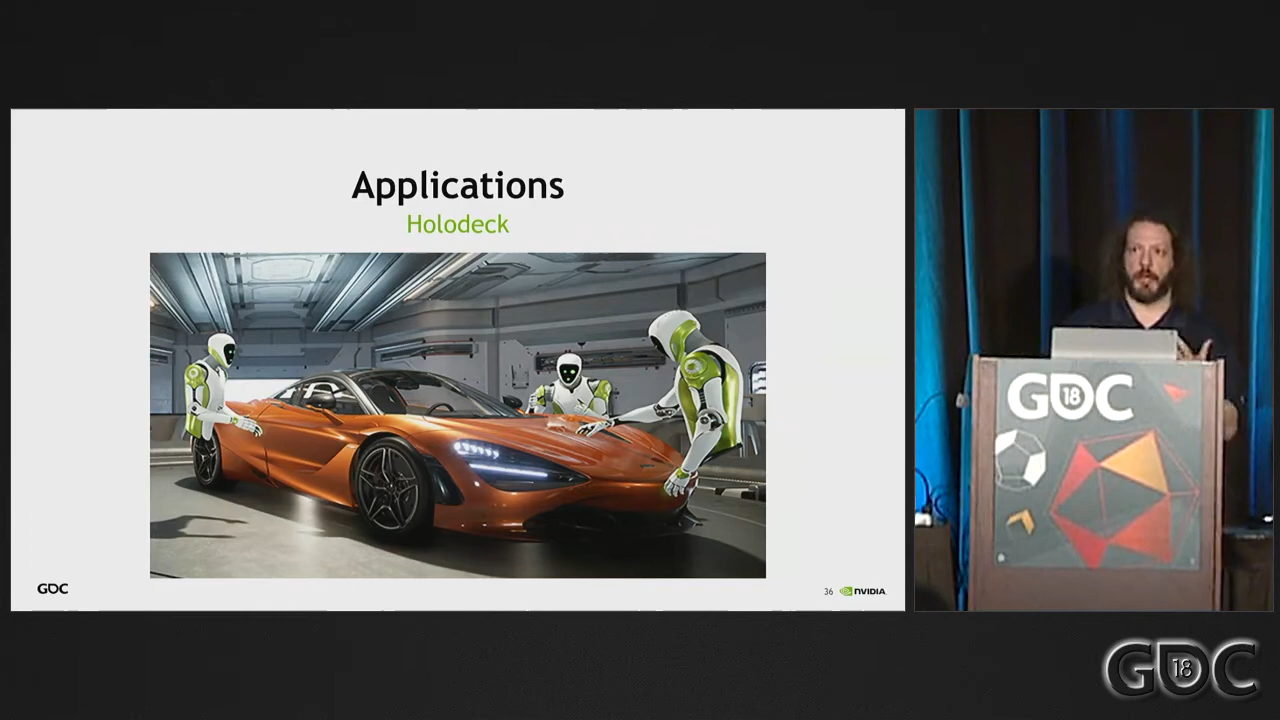 Applications
Holodeck
GDC
36 NVIDIA
GDC
18
GDC
18